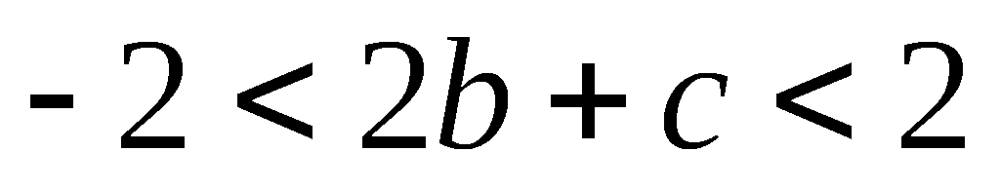 - 2 < 2b + c < 2